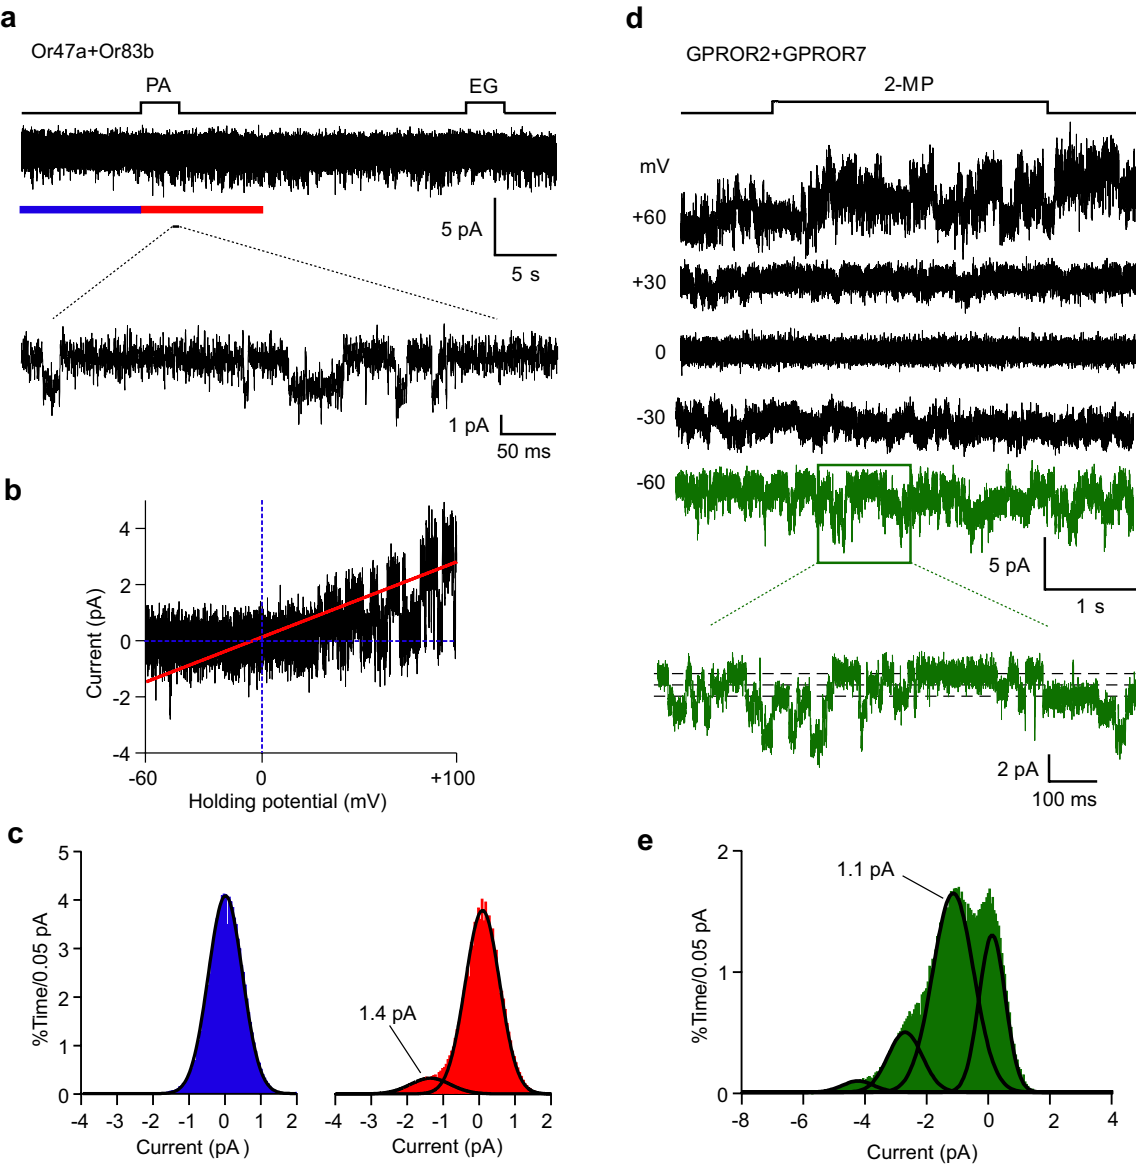 a
Or47a+Or83b
PA
EG
5 pA
5 s
1 pA
50 ms
b
Current (pA)
4
2
0
-2
-4
-60
0
+100
Holding potential (mV)
c
%Time/0.05 pA
5
4
3
2
1
0
-4 -3 -2 -1 0 1 2
Current (pA)
1.4 pA
-4 -3 -2 -1 0 1 2
Current (pA)
d
GPROR2+GPROR7
2-MP
mV
+60
+30
0
-30
-60
5 pA
1 s
2 pA
100 ms
e
%Time/0.05 pA
2
1
0
1.1 pA
-8 -6 -4 -2 0 2 4
Current (pA)